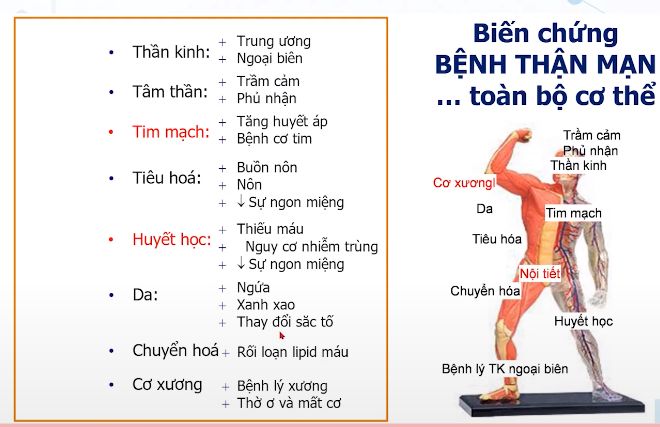 Biến chứng
BỆNH THẬN MẠN
... toàn bộ cơ thể
• Thần kinh: + Trung ương
+ Ngoại biên
• Tâm thần: + Trầm cảm
+ Phủ nhận
• Tim mạch: + Tăng huyết áp
+ Bệnh cơ tim
• Tiêu hoá: + Buồn nôn
+ Nôn
+ ↓ Sự ngon miệng
• Huyết học: + Thiếu máu
+ Nguy cơ nhiễm trùng
+ ↓ Sự ngon miệng
• Da: + Ngứa
+ Xanh xao
+ Thay đổi săc tố
• Chuyển hoá + Rối loạn lipid máu
• Cơ xương + Bệnh lý xương
+ Thờ ơ và mất cơ
Trầm cảm
Phủ nhận
Thần kinh
Cơ xươngl
Da
Tim mạch
Tiêu hóa
Nội tiết
Chuyển hóa
Huyết học
Bệnh lý TK ngoại biên